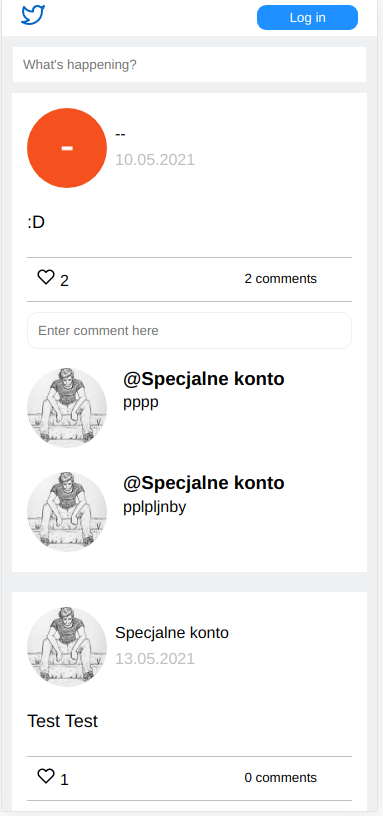 Log in
What's happening?
-
--
10.05.2021
:D
2
2 comments
Enter comment here
@Specjalne konto
pppp
@Specjalne konto
pplpljnby
Specjalne konto
13.05.2021
Test Test
1
0 comments